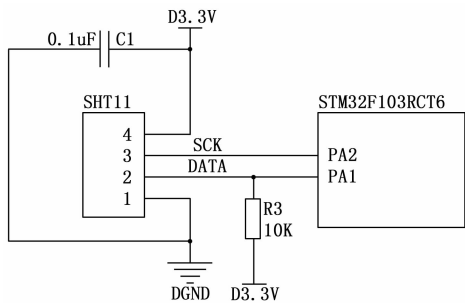 D3.3V
0.1uF C1
SHT11 STM32F103RCT6
4
3 SCK PA2
2 DATA PA1
1
R3
10K
DGND D3.3V